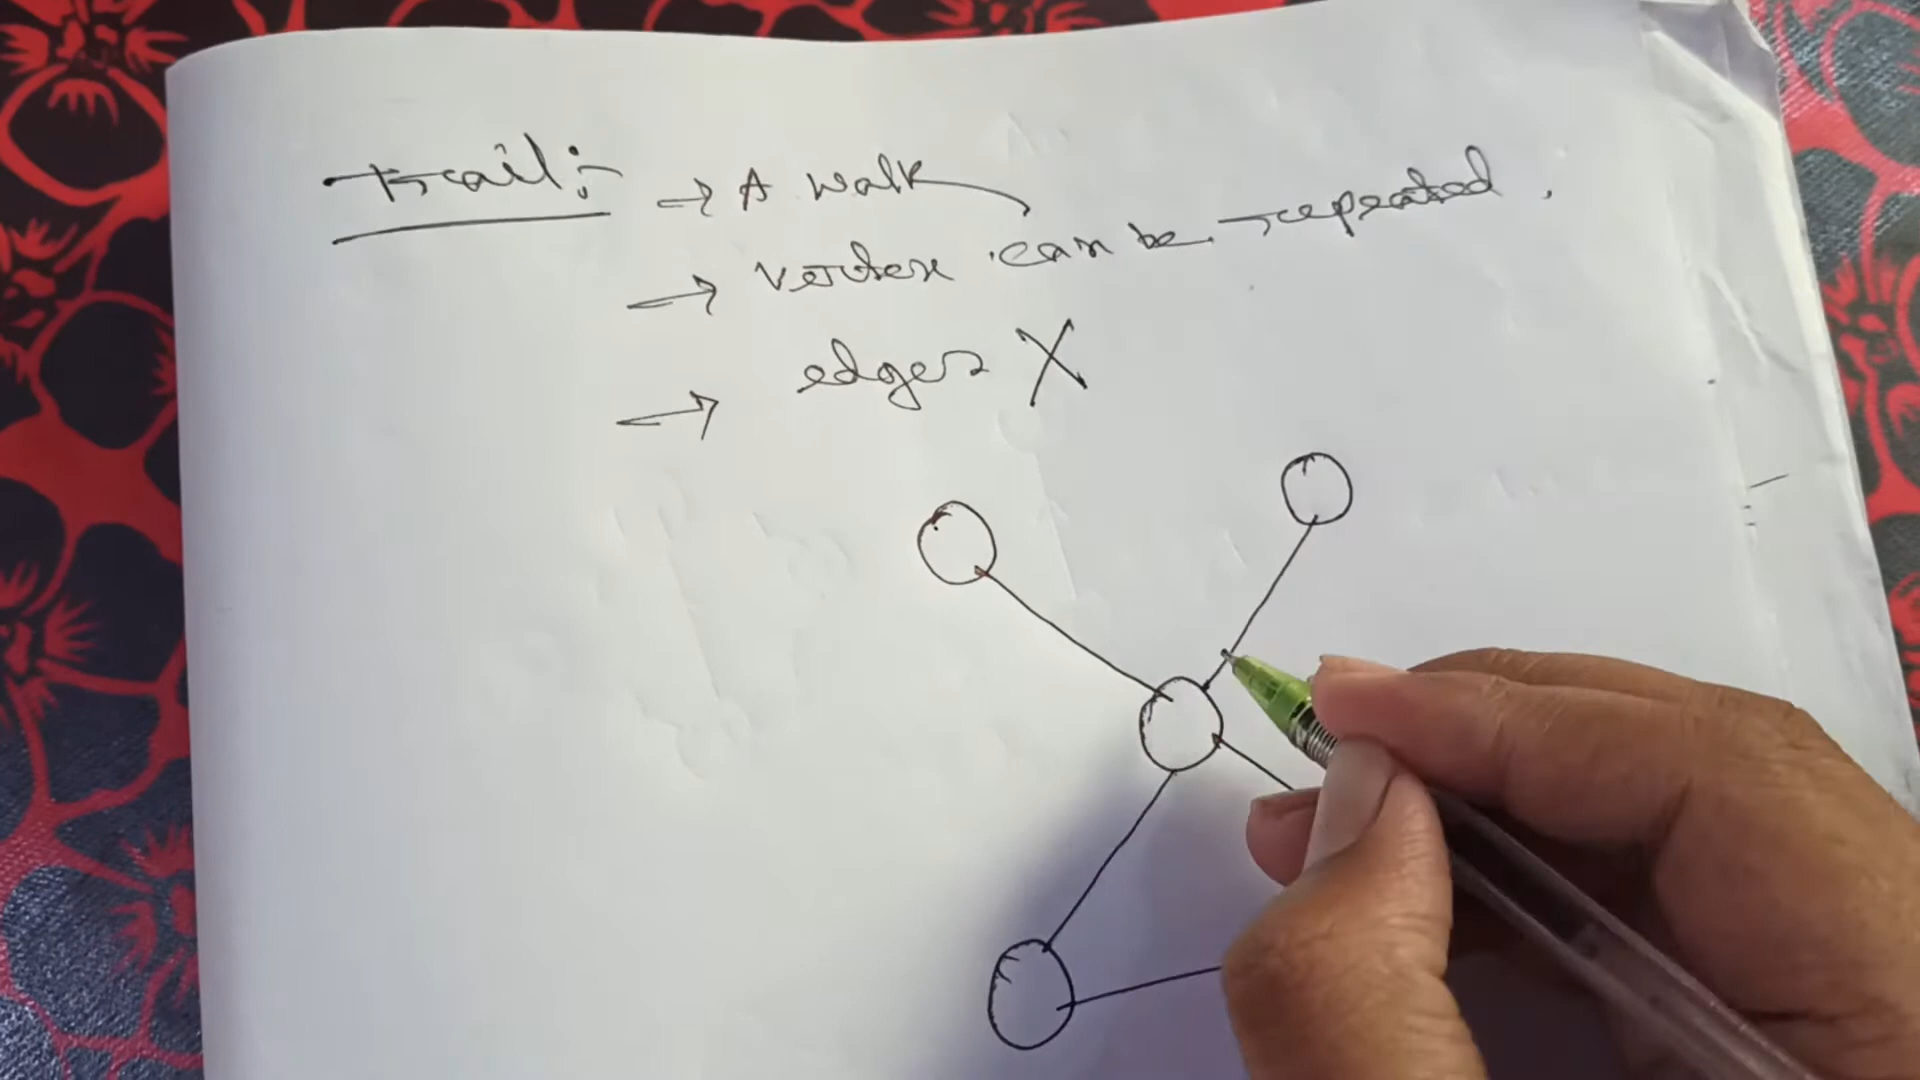 Trail :-
→ A walk
→ vertex can be repeated.
→ edges X